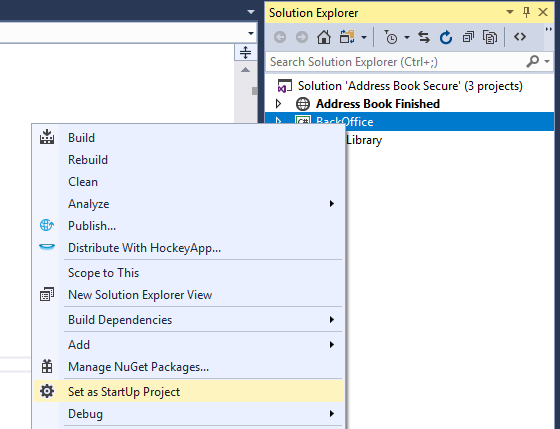 Solution Explorer
Search Solution Explorer (Ctrl+;)
Solution 'Address Book Secure' (3 projects)
Address Book Finished
C# BackOffice
Library
Build
Rebuild
Clean
Analyze
Publish...
Distribute With HockeyApp...
Scope to This
New Solution Explorer View
Build Dependencies
Add
Manage NuGet Packages...
Set as StartUp Project
Debug